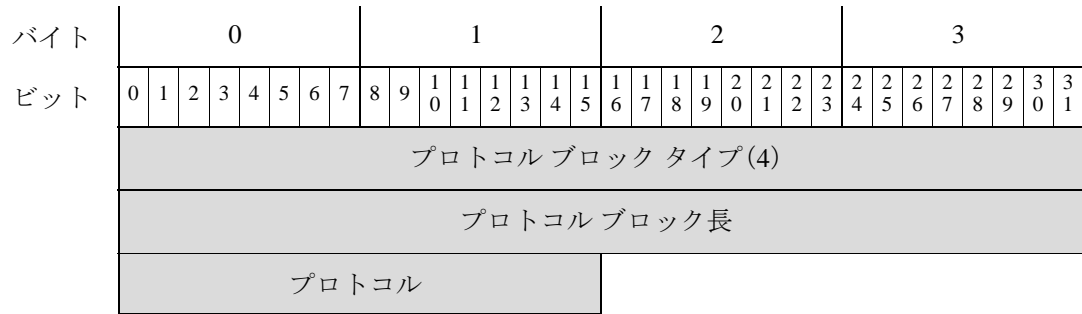 バイト 0 1 2 3
ビット 0 1 2 3 4 5 6 7 8 9 10 11 12 13 14 15 16 17 18 19 20 21 22 23 24 25 26 27 28 29 30 31
プロトコル ブロック タイプ(4)
プロトコル ブロック長
プロトコル